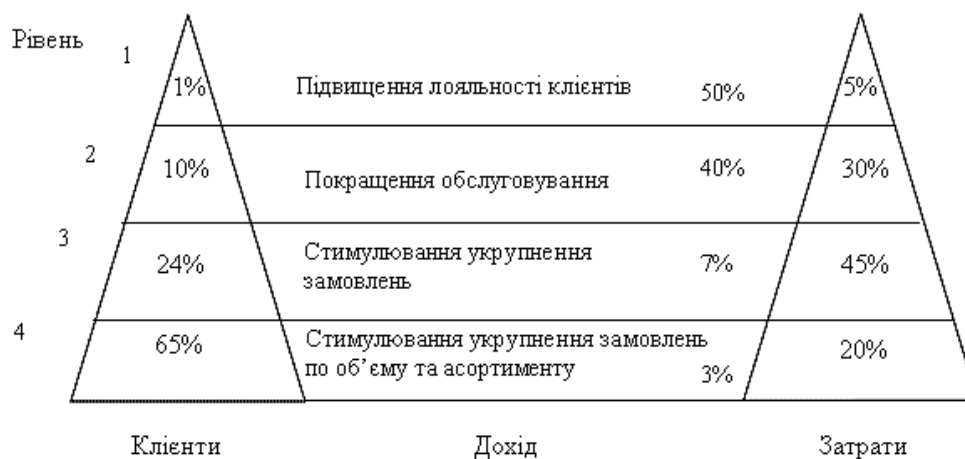 Рівень
1
1%
Підвищення лояльності клієнтів
50%
5%
2
10%
Покращення обслуговування
40%
30%
3
24%
Стимулювання укрупнення
замовлень
7%
45%
4
65%
Стимулювання укрупнення замовлень
по об’єму та асортименту
3%
20%
Клієнти
Дохід
Затрати